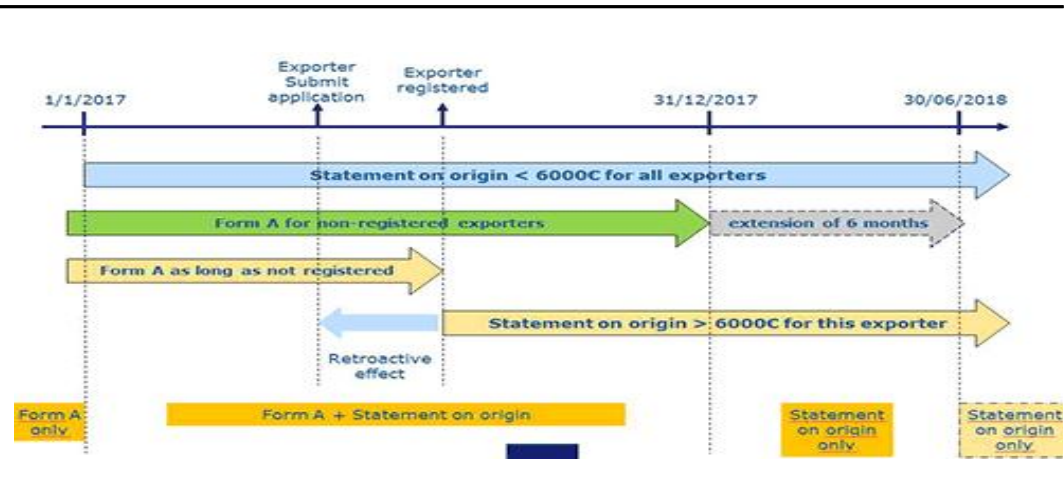 Exporter
Submit
application
Exporter
registered
1/1/2017
31/12/2017
30/06/2018
Statement on origin < 6000C for all exporters
Form A for non-registered exporters
extension of 6 months
Form A as long as not registered
Statement on origin > 6000C for this exporter
Retroactive
effect
Form A
only
Form A + Statement on origin
Statement
on origin
only
Statement
on origin
only